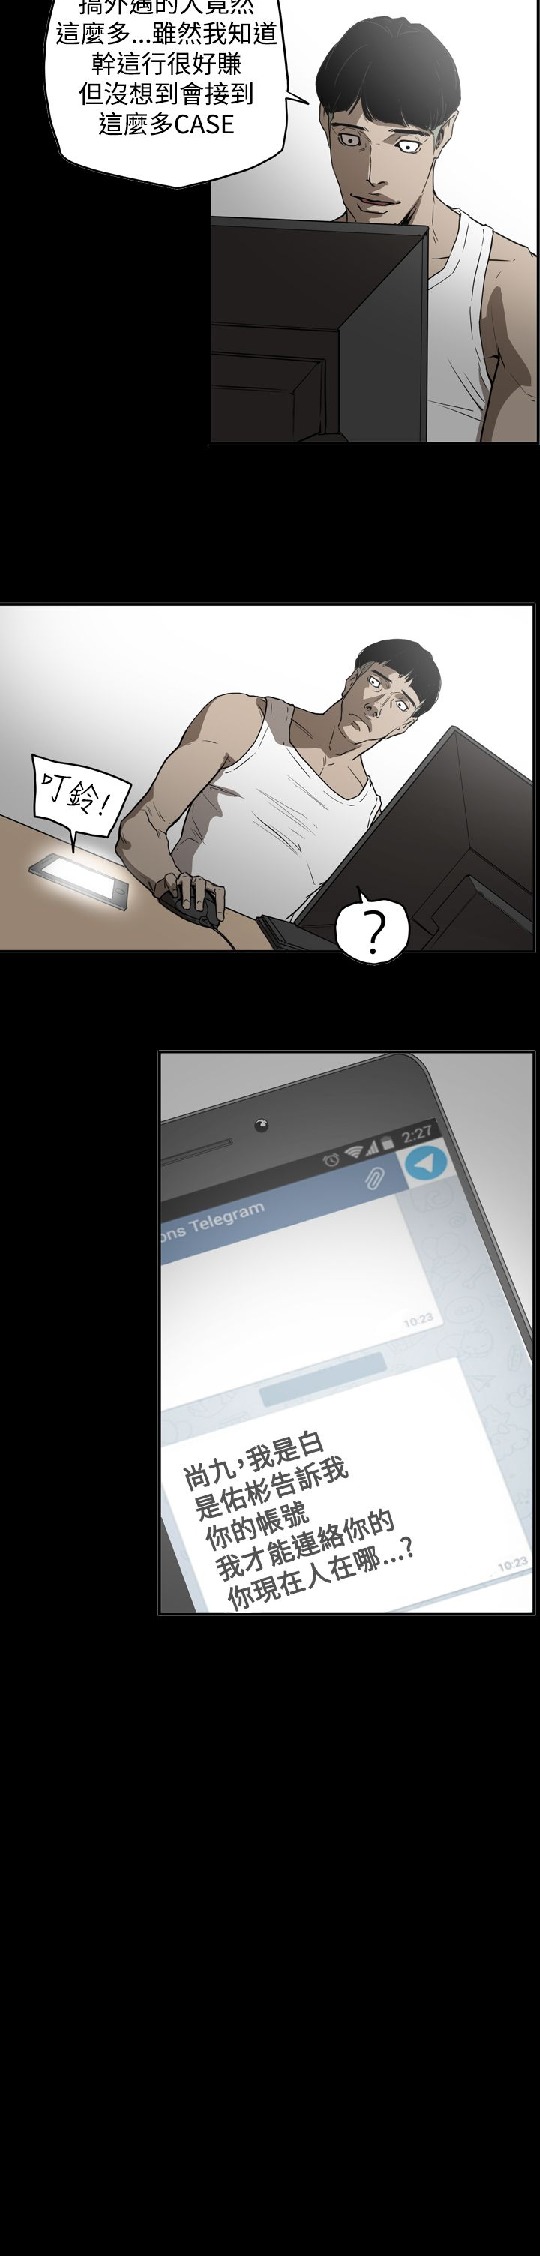 搞外遇的人竟然
這麼多...雖然我知道
幹這行很好賺
但沒想到會接到
這麼多CASE
叮鈴!
?
2:27
ons Telegram
10:23
尚九,我是白
是佑彬告訴我
你的帳號
我才能連絡你的
你現在人在哪...?
10:23